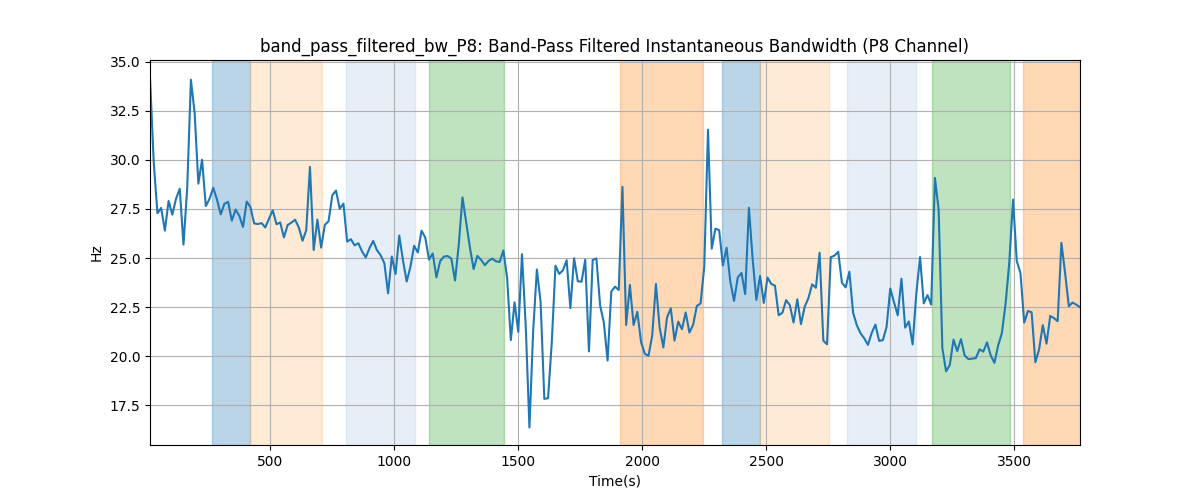 band_pass_filtered_bw_P8: Band-Pass Filtered Instantaneous Bandwidth (P8 Channel)
35.0
32.5
30.0
27.5
25.0
22.5
20.0
17.5
Hz
500 1000 1500 2000 2500 3000 3500
Time(s)